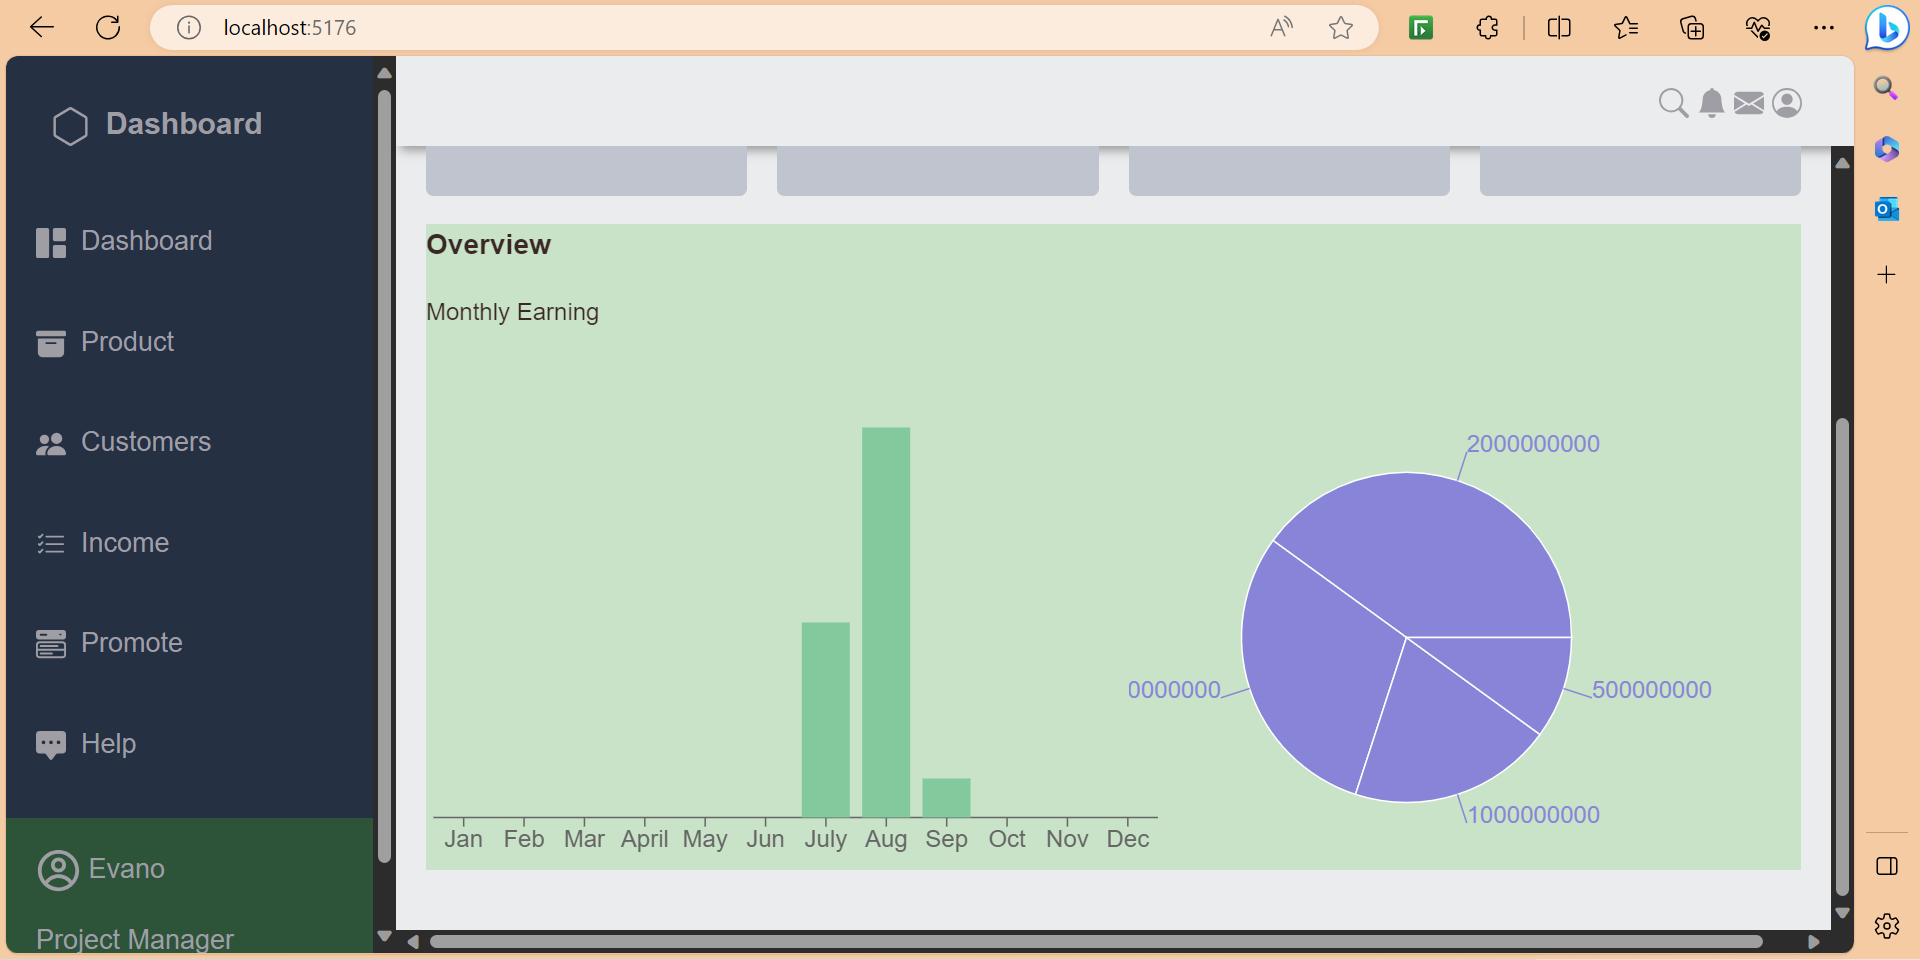 localhost:5176
Dashboard
Dashboard
Product
Customers
Income
Promote
Help
Evano
Project Manager
Overview
Monthly Earning
Jan Feb Mar April May Jun July Aug Sep Oct Nov Dec
2000000000
0000000
500000000
1000000000